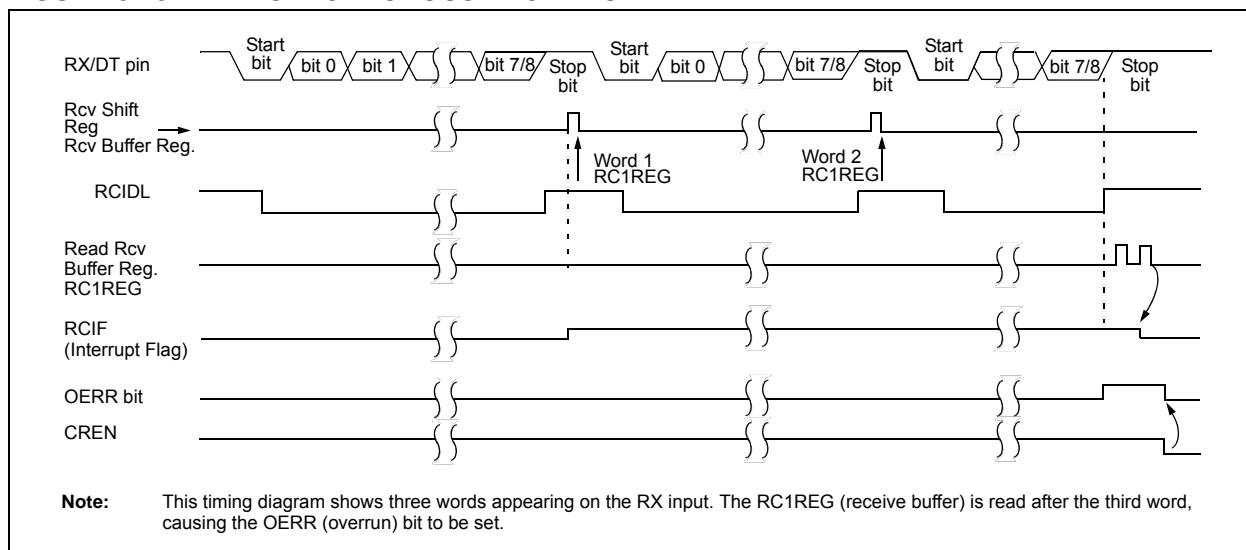 RX/DT pin
Start
bit
bit 0
bit 1
bit 7/8
Stop
bit
Start
bit
bit 0
bit 7/8
Stop
bit
Start
bit
bit 7/8
Stop
bit
Rcv Shift
Reg
Rcv Buffer Reg.
Word 1
RC1REG
Word 2
RC1REG
RCIDL
Read Rcv
Buffer Reg.
RC1REG
RCIF
(Interrupt Flag)
OERR bit
CREN
Note: This timing diagram shows three words appearing on the RX input. The RC1REG (receive buffer) is read after the third word,
causing the OERR (overrun) bit to be set.